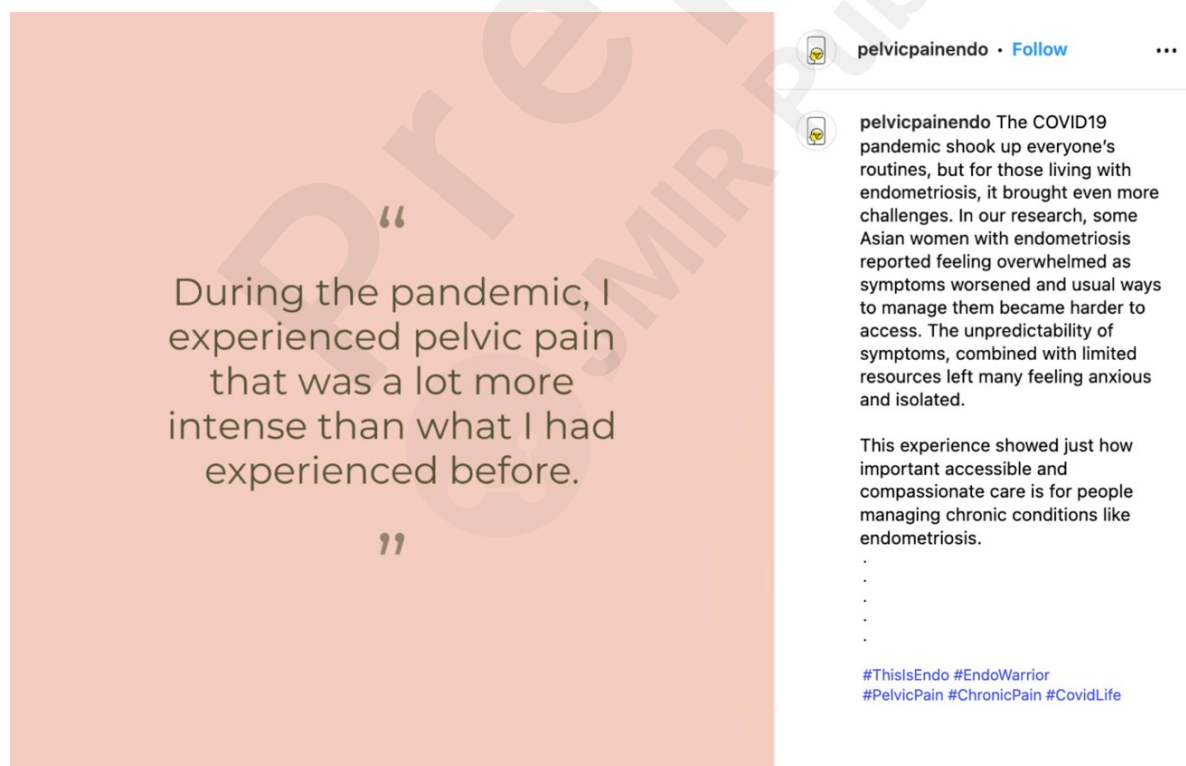 “
During the pandemic, I
experienced pelvic pain
that was a lot more
intense than what I had
experienced before.
”
pelvicpainendo • Follow
pelvicpainendo The COVID19
pandemic shook up everyone’s
routines, but for those living with
endometriosis, it brought even more
challenges. In our research, some
Asian women with endometriosis
reported feeling overwhelmed as
symptoms worsened and usual ways
to manage them became harder to
access. The unpredictability of
symptoms, combined with limited
resources left many feeling anxious
and isolated.
This experience showed just how
important accessible and
compassionate care is for people
managing chronic conditions like
endometriosis.
.
.
.
.
.
#ThisIsEndo #EndoWarrior
#PelvicPain #ChronicPain #CovidLife
Pre
JMIR Pub